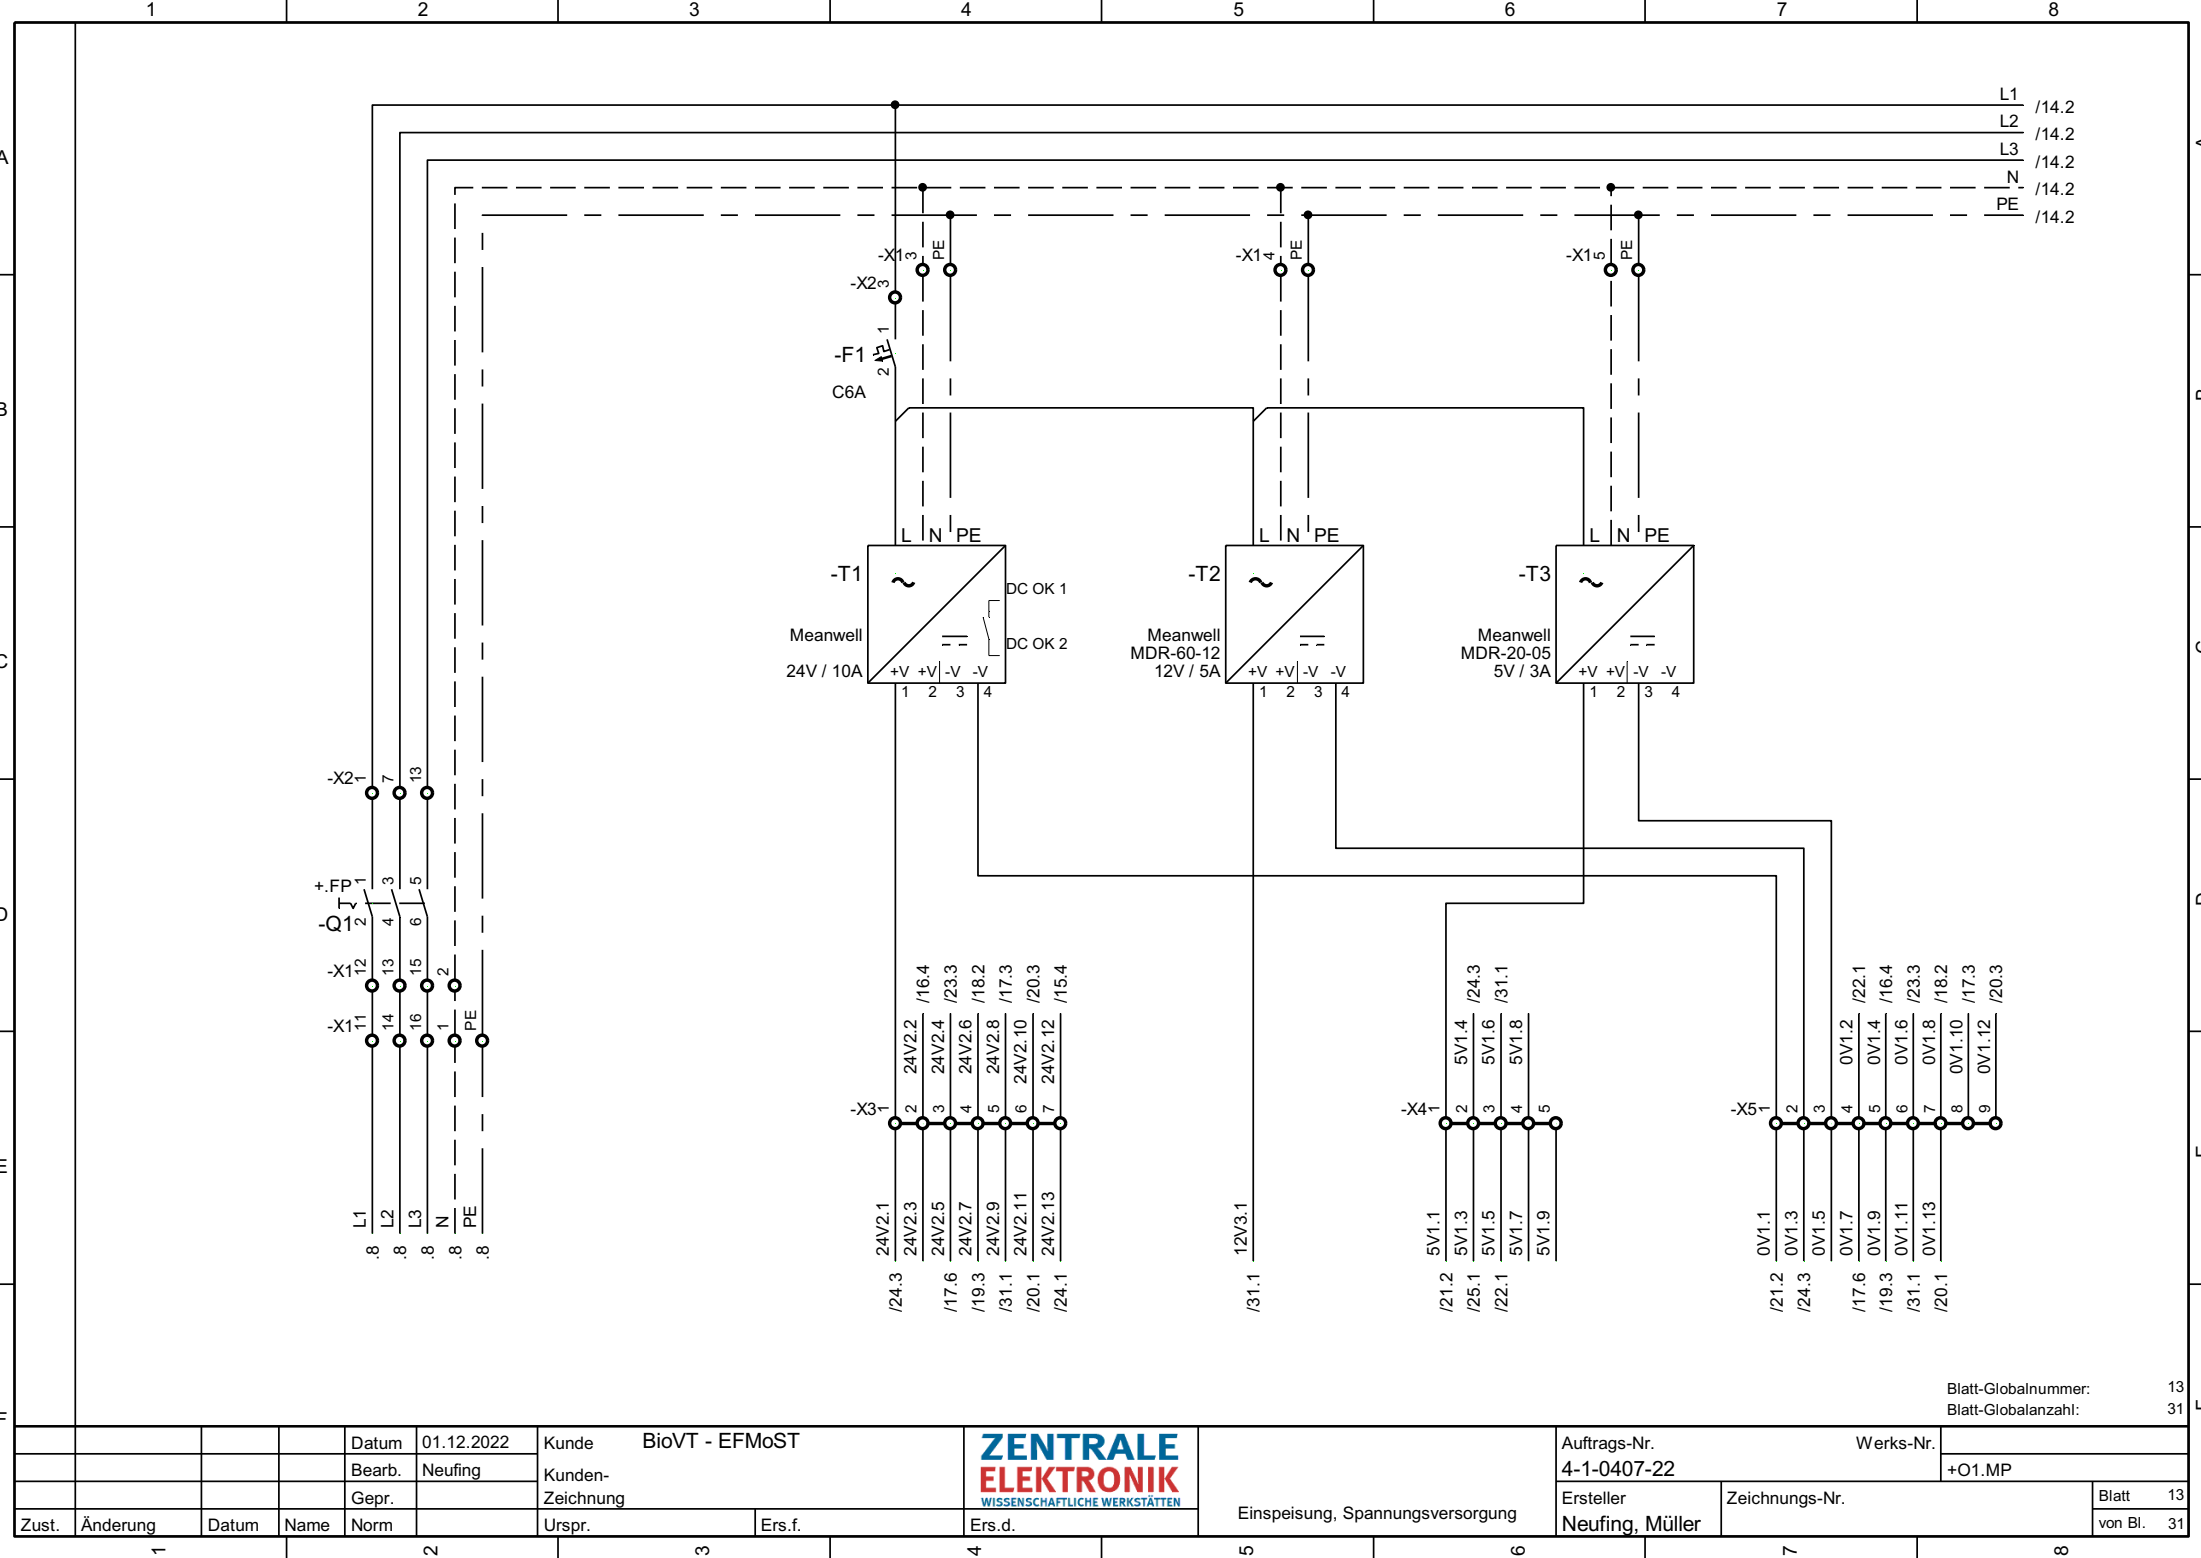 1 2 3 4 5 6 7 8
L1 /14.2
L2 /14.2
L3 /14.2
N /14.2
PE /14.2
A
-X1 3 PE
-X1 4 PE
-X1 5 PE
-X2 3
1
-F1
2
C6A
B
L N PE
L N PE
L N PE
-T1
-T2
-T3
DC OK 1
DC OK 2
Meanwell
24V / 10A
Meanwell
MDR-60-12
12V / 5A
Meanwell
MDR-20-05
5V / 3A
+V +V -V -V
1 2 3 4
+V +V -V -V
1 2 3 4
+V +V -V -V
1 2 3 4
C
-X2 1 7 13
+.FP 1 3 5
-Q1 2 4 6
-X1 12 13 15 2
-X1 11 14 16 1 PE
D
/16.4 /23.3 /18.2 /17.3 /20.3 /15.4
24V2.2 24V2.4 24V2.6 24V2.8 24V2.10 24V2.12
/24.3 /31.1
5V1.4 5V1.6 5V1.8
/22.1 /16.4 /23.3 /18.2 /17.3 /20.3
0V1.2 0V1.4 0V1.6 0V1.8 0V1.10 0V1.12
-X3 1 2 3 4 5 6 7
-X4 1 2 3 4 5
-X5 1 2 3 4 5 6 7 8 9
E
L1 L2 L3 N PE
.8 .8 .8 .8 .8
24V2.1 24V2.3 24V2.5 24V2.7 24V2.9 24V2.11 24V2.13
/24.3 /17.6 /19.3 /31.1 /20.1 /24.1
12V3.1
/31.1
5V1.1 5V1.3 5V1.5 5V1.7 5V1.9
/21.2 /25.1 /22.1
0V1.1 0V1.3 0V1.5 0V1.7 0V1.9 0V1.11 0V1.13
/21.2 /24.3 /17.6 /19.3 /31.1 /20.1
F
Blatt-Globalnummer: 13
Blatt-Globalanzahl: 31
Datum 01.12.2022
Bearb. Neufing
Gepr.
Zust. Änderung Datum Name Norm
Kunde BioVT - EFMoST
Kunden-
Zeichnung
Urspr. Ers.f. Ers.d.
ZENTRALE
ELEKTRONIK
WISSENSCHAFTLICHE WERKSTÄTTEN
Einspeisung, Spannungsversorgung
Auftrags-Nr. Werks-Nr.
4-1-0407-22
+O1.MP
Ersteller
Neufing, Müller
Zeichnungs-Nr.
Blatt 13
von Bl. 31
1 2 3 4 5 6 7 8